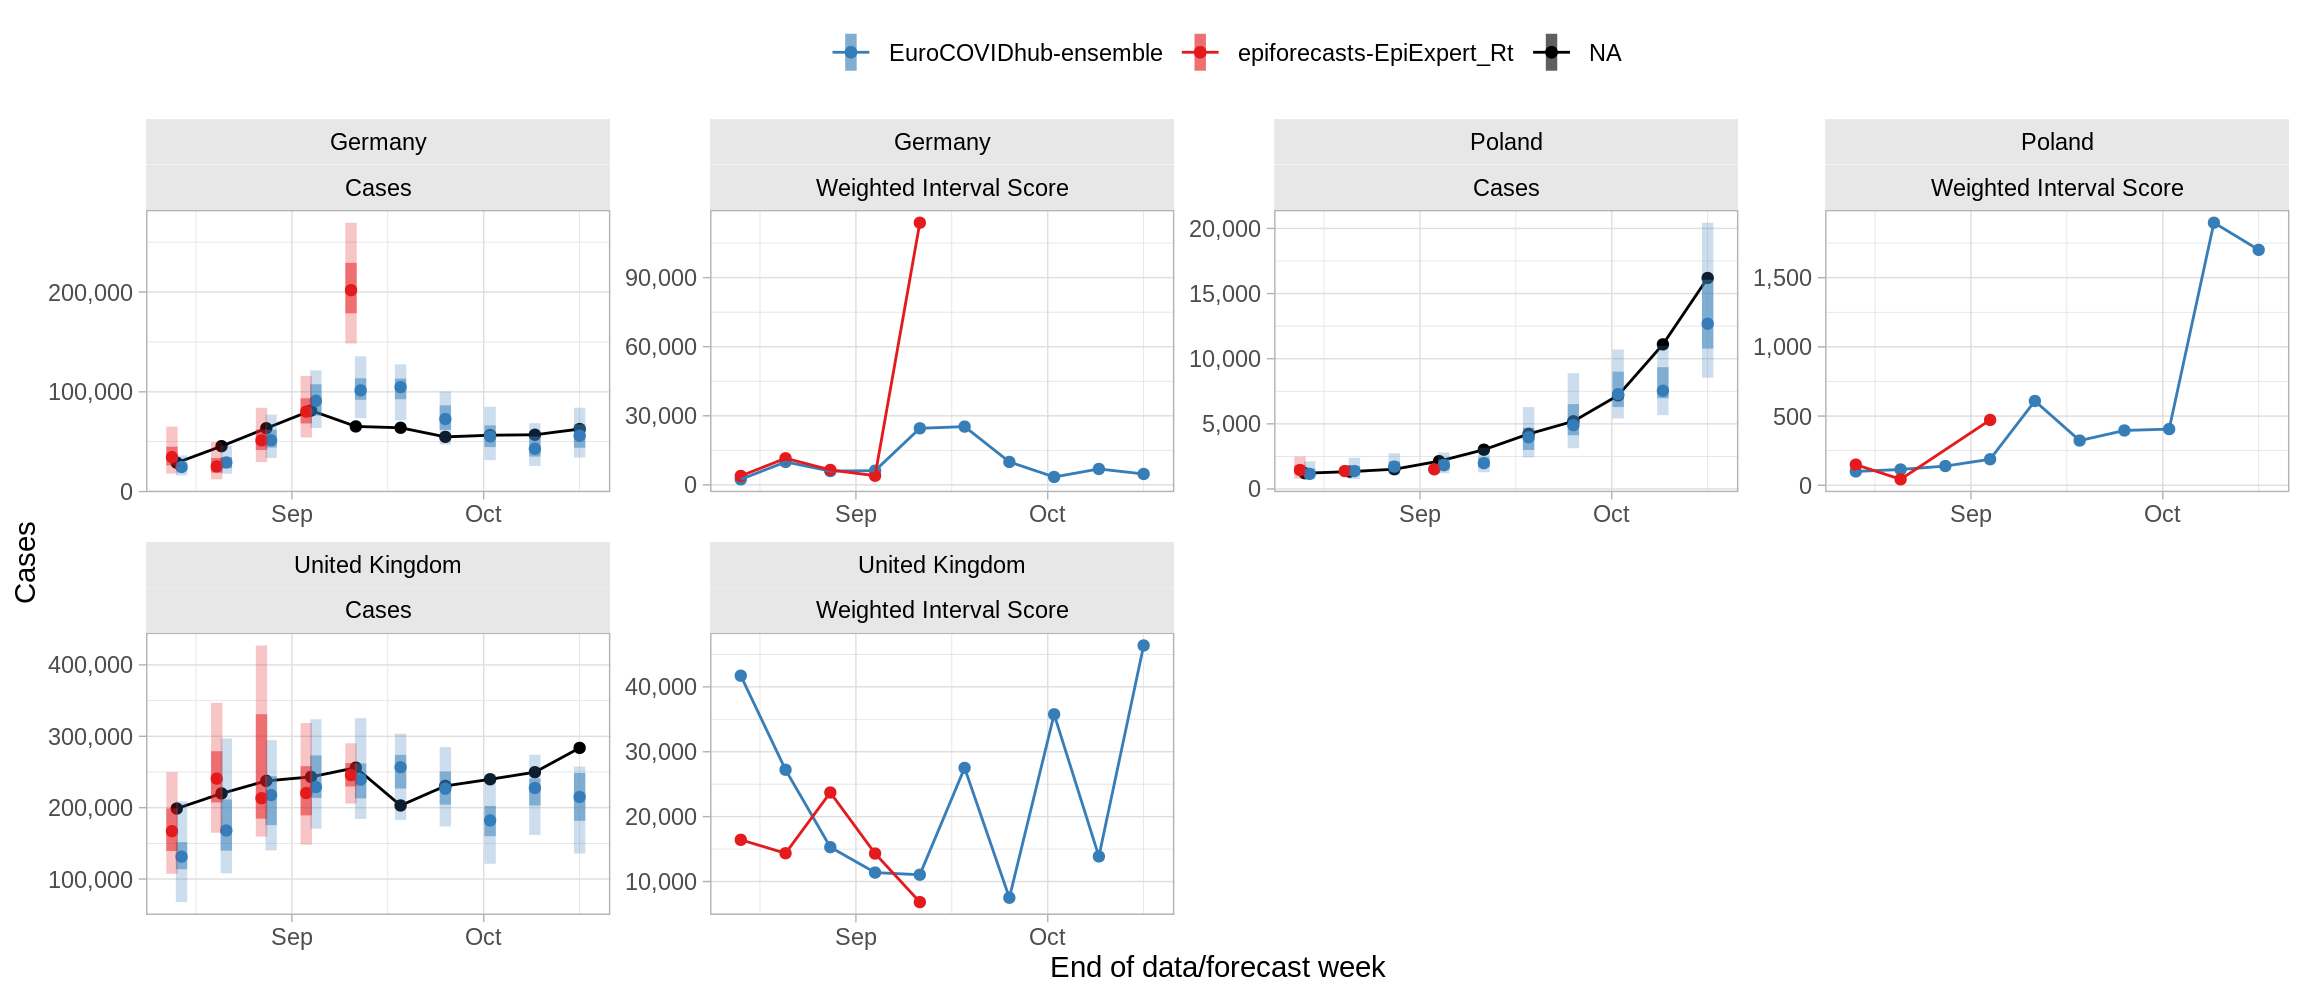 EuroCOVIDhub-ensemble epiforecasts-EpiExpert_Rt NA
Germany
Cases
200,000
100,000
0
Sep Oct
Germany
Weighted Interval Score
90,000
60,000
30,000
0
Sep Oct
Poland
Cases
20,000
15,000
10,000
5,000
0
Sep Oct
Poland
Weighted Interval Score
1,500
1,000
500
0
Sep Oct
Cases
United Kingdom
Cases
400,000
300,000
200,000
100,000
Sep Oct
United Kingdom
Weighted Interval Score
40,000
30,000
20,000
10,000
Sep Oct
End of data/forecast week